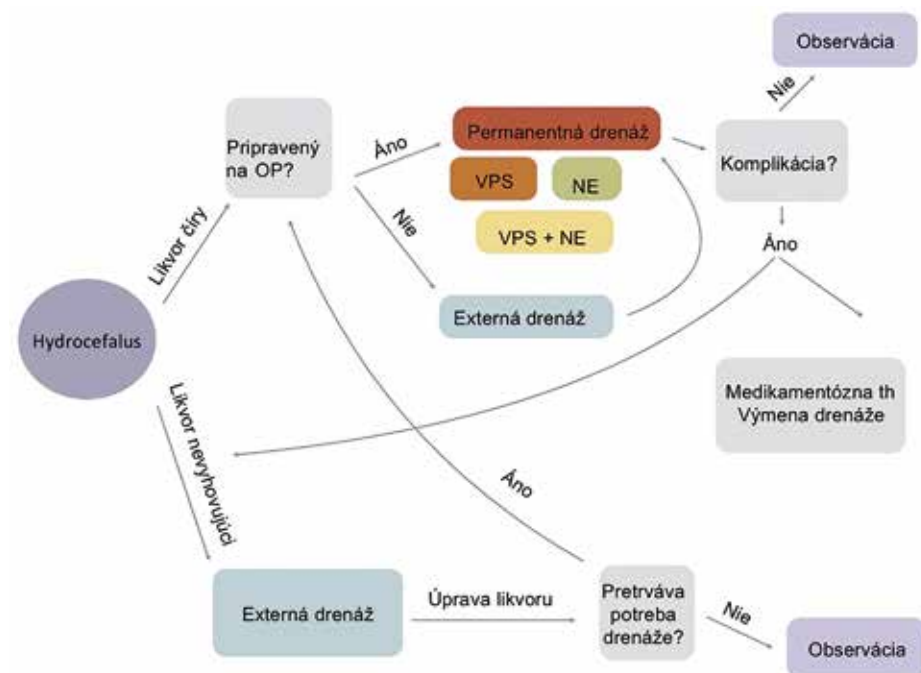 Observácia
Nie
Pripravený
na OP?
Áno
Permanentná drenáž
Komplikácia?
VPS
NE
Nie
VPS + NE
Likvor číry
Áno
Externá drenáž
Hydrocefalus
Medikamentózna th
Výmena drenáže
Likvor nevyhovujúci
Áno
Externá drenáž
Úprava likvoru
Pretrváva
potreba
drenáže?
Nie
Observácia